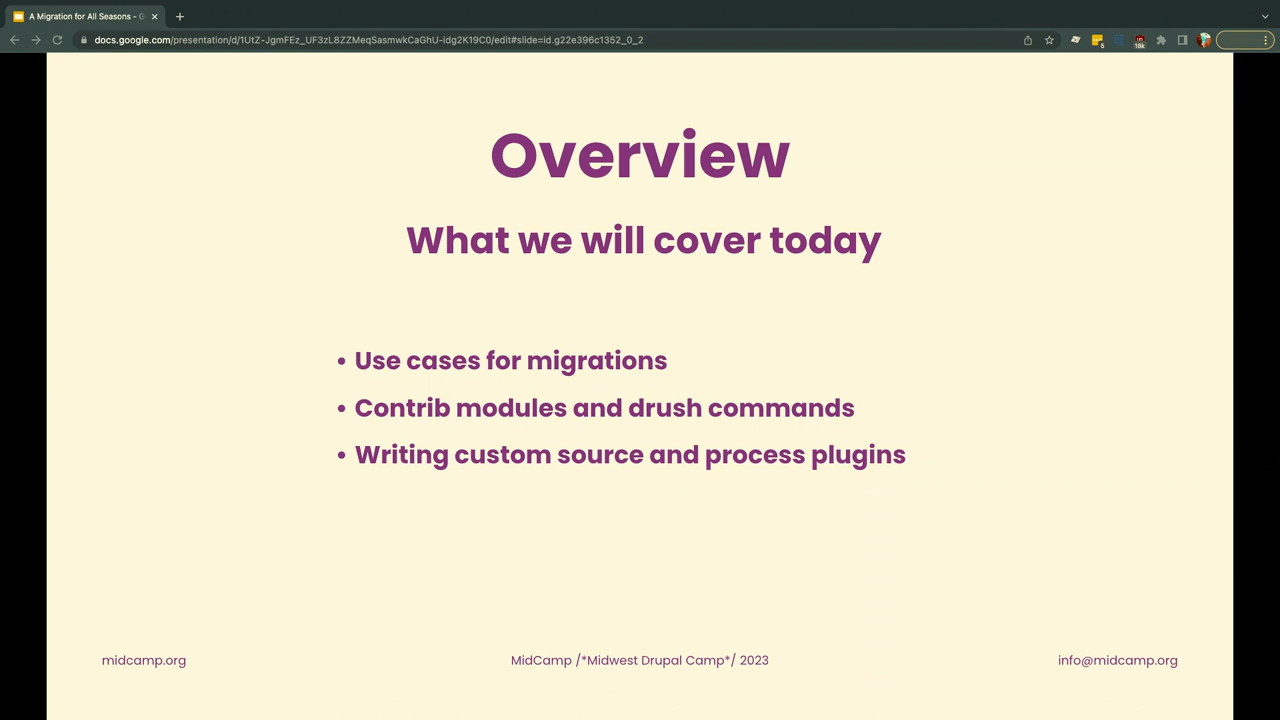 A Migration for All Seasons - G
docs.google.com/presentation/d/1UtZ-JgmFEz_UF3zL8ZZMeqSasmwkCaGhU-idg2K19C0/edit#slide=id.g22e396c1352_0_2
5
18k
Overview
What we will cover today
• Use cases for migrations
• Contrib modules and drush commands
• Writing custom source and process plugins
midcamp.org
MidCamp /*Midwest Drupal Camp*/ 2023
info@midcamp.org